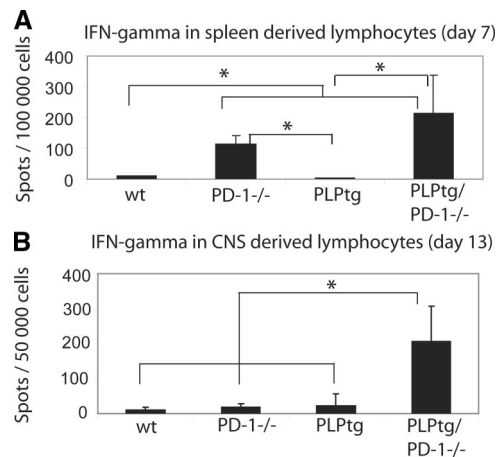 A
IFN-gamma in spleen derived lymphocytes (day 7)
Spots / 100 000 cells
400
300
200
100
0
*
*
*
wt
PD-1-/-
PLPtg
PLPtg/
PD-1-/-
B
IFN-gamma in CNS derived lymphocytes (day 13)
Spots / 50 000 cells
400
300
200
100
0
*
wt
PD-1-/-
PLPtg
PLPtg/
PD-1-/-